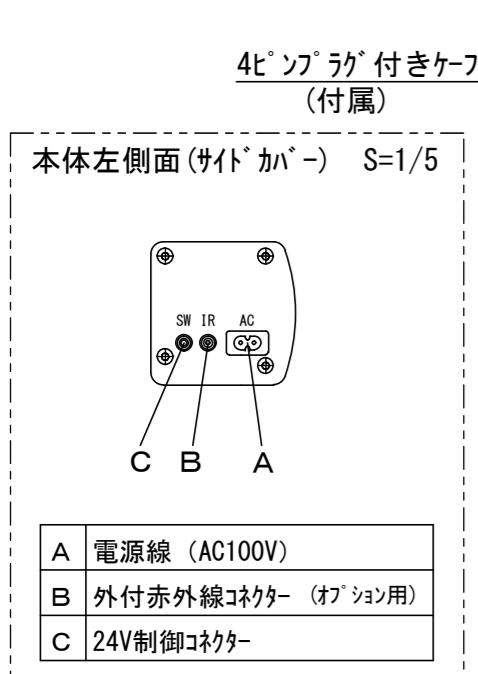 4ﾋﾟﾝﾌﾟﾗｸﾞ付きｹｰﾌ
(付属)
本体左側面(ｻｲﾄﾞｶﾊﾞｰ) S=1/5
SW IR AC
C B A
A 電源線（AC100V）
B 外付赤外線ｺﾈｸﾀｰ（ｵﾌﾟｼｮﾝ用）
C 24V制御ｺﾈｸﾀｰ